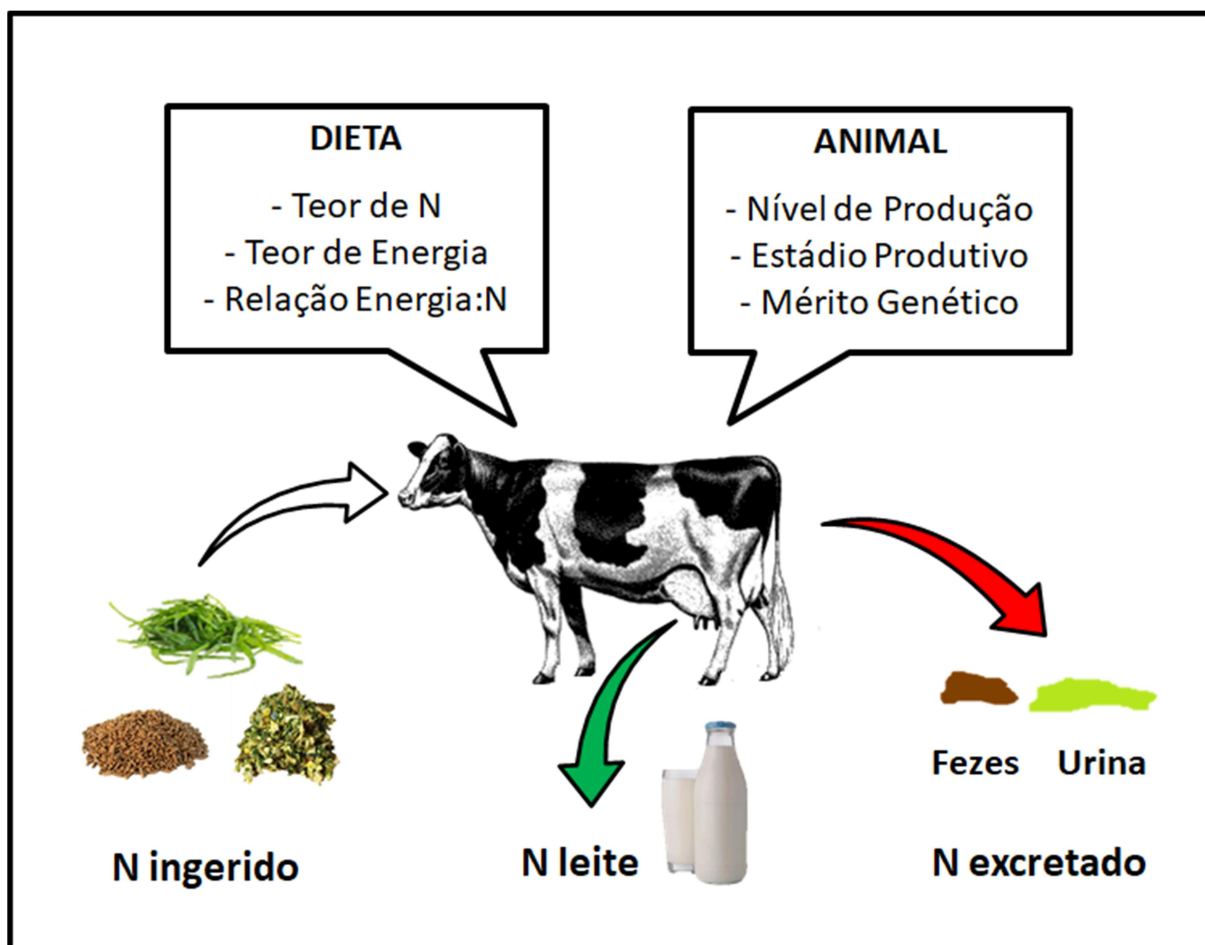 DIETA
- Teor de N
- Teor de Energia
- Relação Energia:N
ANIMAL
- Nível de Produção
- Estádio Produtivo
- Mérito Genético
Fezes
Urina
N ingerido
N leite
N excretado